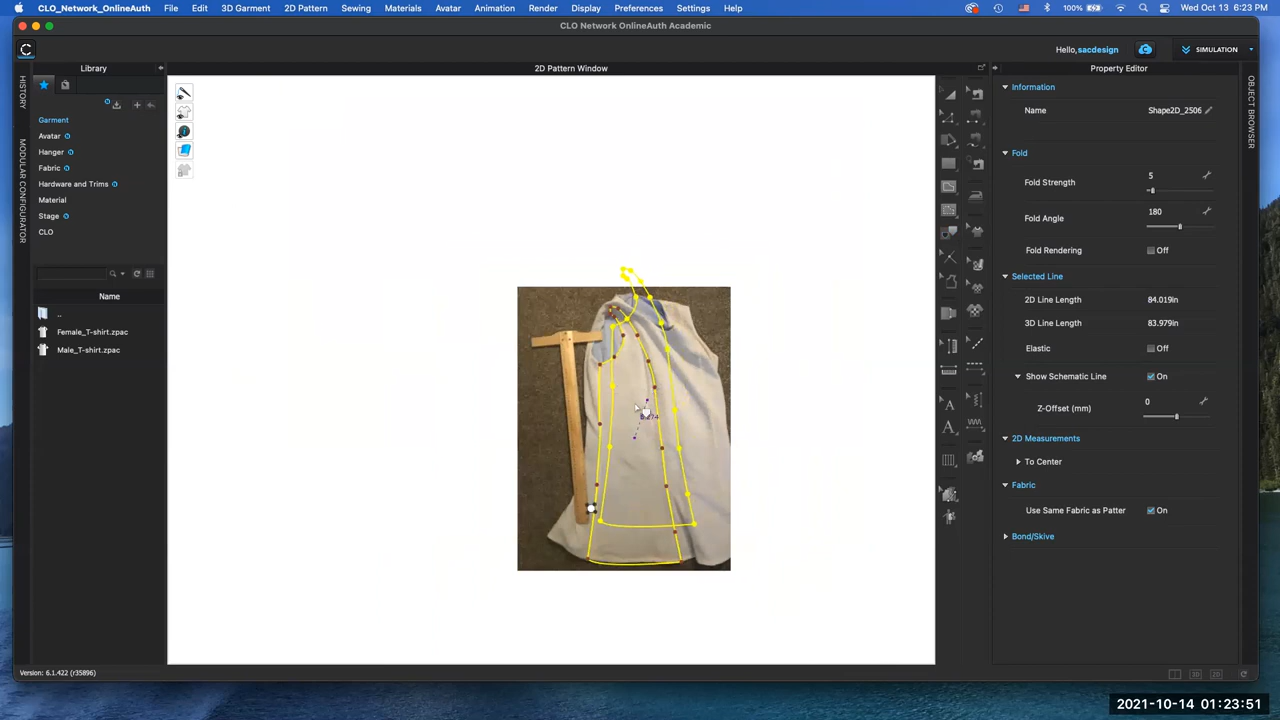 CLO_Network_OnlineAuth File Edit 3D Garment 2D Pattern Sewing Materials Avatar Animation Render Display Preferences Settings Help 100% Wed Oct 13 6:23 PM
CLO Network OnlineAuth Academic
Hello, sacdesign SIMULATION
Library 2D Pattern Window Property Editor
HISTORY
MODULAR CONFIGURATOR
OBJECT BROWSER
Garment
Avatar
Hanger
Fabric
Hardware and Trims
Material
Stage
CLO
Name
..
Female_T-shirt.zpac
Male_T-shirt.zpac
Information
Name Shape2D_2506
Fold
Fold Strength 5
Fold Angle 180
Fold Rendering Off
Selected Line
2D Line Length 84.019in
3D Line Length 83.979in
Elastic Off
Show Schematic Line On
Z-Offset (mm) 0
2D Measurements
To Center
Fabric
Use Same Fabric as Patter On
Bond/Skive
Version: 6.1.422 (r35896)
3D 2D
2021-10-14 01:23:51